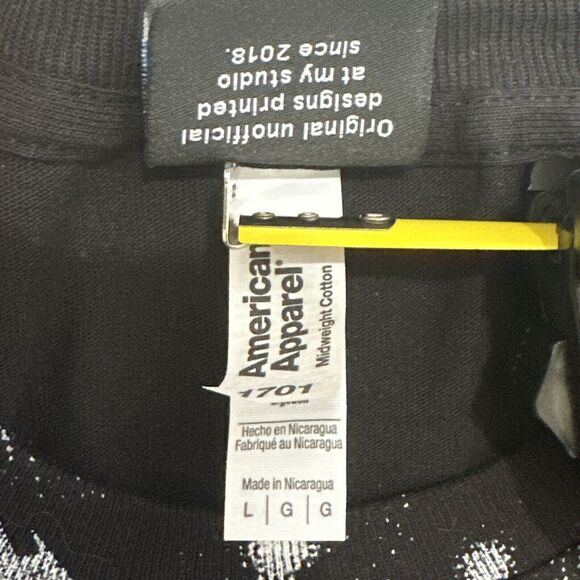 Original unofficial
designs printed
at my studio
since 2018.
American
Apparel
Midweight Cotton
1701
Hecho en Nicaragua
Fabriqué au Nicaragua
Made in Nicaragua
L | G | G